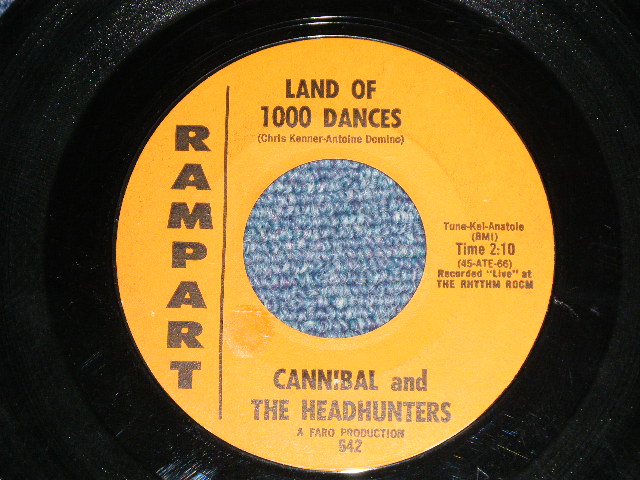 LAND OF
1000 DANCES
(Chris Kenner-Antoine Domino)
RAMPART
Tune-Kel-Anatole
(BMI)
Time 2:10
(45-ATE-66)
Recorded "Live" at
THE RHYTHM ROOM
CANNIBAL and
THE HEADHUNTERS
A FARO PRODUCTION
642